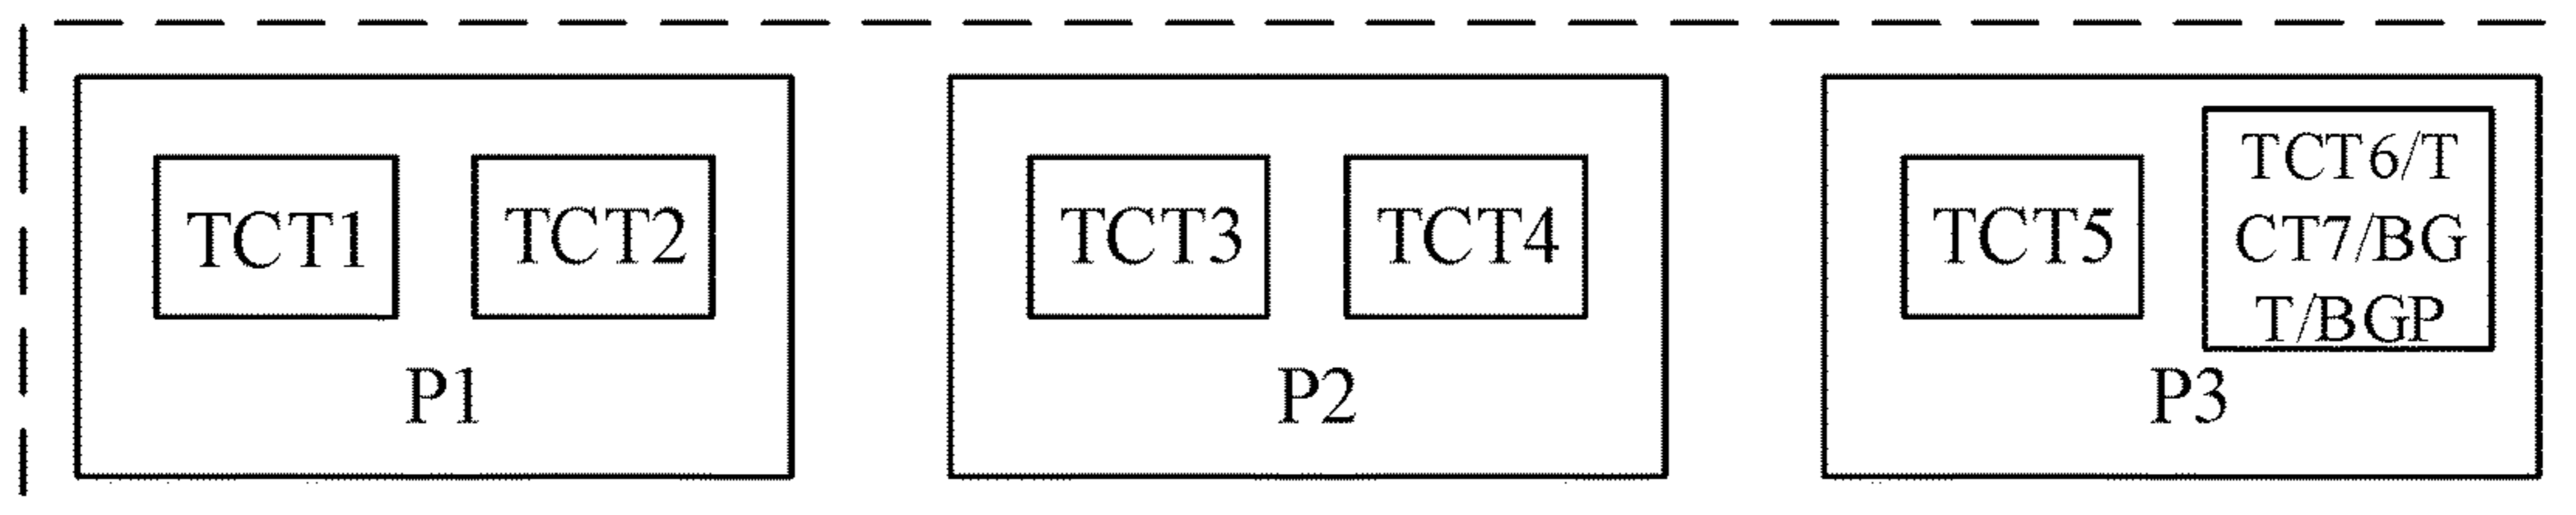 TCT1
TCT2
P1
TCT3
TCT4
P2
TCT5
TCT6/T
CT7/BG
T/BGP
P3